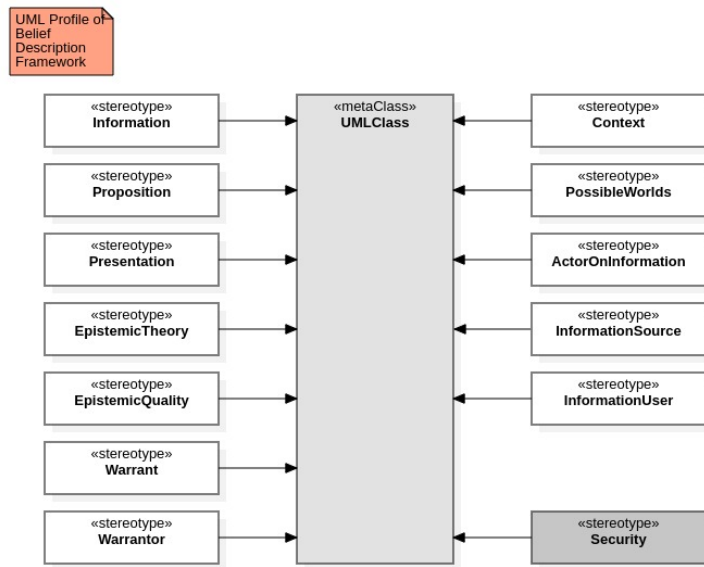 UML Profile of
Belief
Description
Framework
«stereotype»
Information
«stereotype»
Proposition
«stereotype»
Presentation
«stereotype»
EpistemicTheory
«stereotype»
EpistemicQuality
«stereotype»
Warrant
«stereotype»
Warrantor
«metaClass»
UMLClass
«stereotype»
Context
«stereotype»
PossibleWorlds
«stereotype»
ActorOnInformation
«stereotype»
InformationSource
«stereotype»
InformationUser
«stereotype»
Security